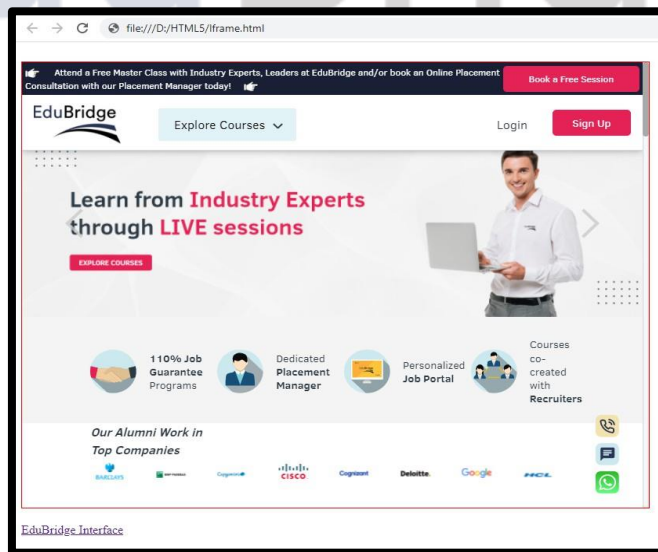 file:///D:/HTML5/Iframe.html
Attend a Free Master Class with Industry Experts, Leaders at EduBridge and/or book an Online Placement
Consultation with our Placement Manager today!
Book a Free Session
EduBridge
Explore Courses
Login
Sign Up
Learn from Industry Experts
through LIVE sessions
EXPLORE COURSES
110% Job
Guarantee
Programs
Dedicated
Placement
Manager
Personalized
Job Portal
Courses
co-
created
with
Recruiters
Our Alumni Work in
Top Companies
BARCLAYS
BNP PARIBAS
Capgemini
CISCO
Cognizant
Deloitte.
Google
HCL
EduBridge Interface